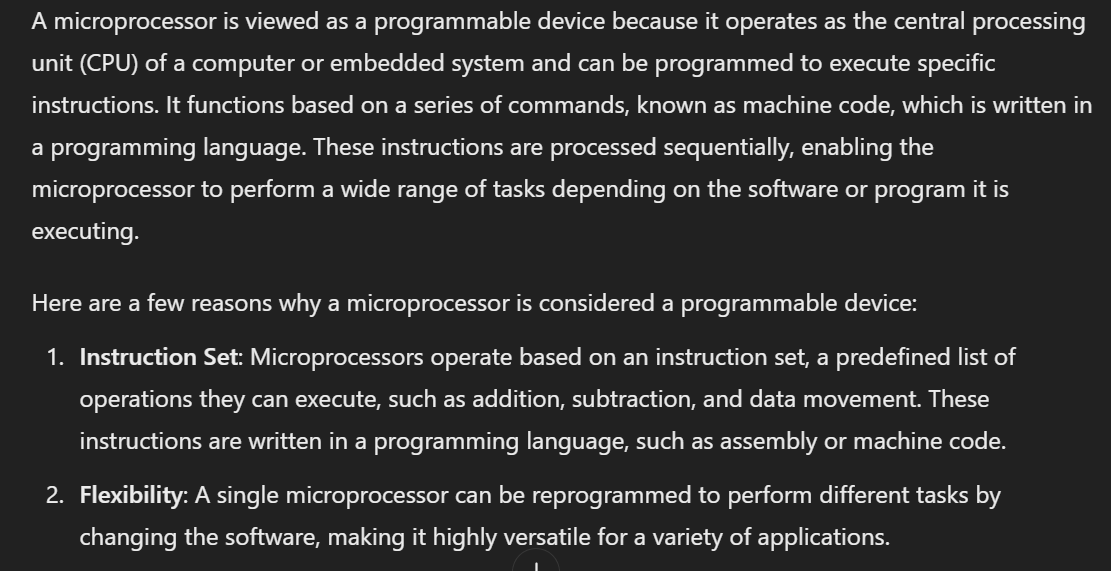 A microprocessor is viewed as a programmable device because it operates as the central processing
unit (CPU) of a computer or embedded system and can be programmed to execute specific
instructions. It functions based on a series of commands, known as machine code, which is written in
a programming language. These instructions are processed sequentially, enabling the
microprocessor to perform a wide range of tasks depending on the software or program it is
executing.
Here are a few reasons why a microprocessor is considered a programmable device:
1. Instruction Set: Microprocessors operate based on an instruction set, a predefined list of
operations they can execute, such as addition, subtraction, and data movement. These
instructions are written in a programming language, such as assembly or machine code.
2. Flexibility: A single microprocessor can be reprogrammed to perform different tasks by
changing the software, making it highly versatile for a variety of applications.